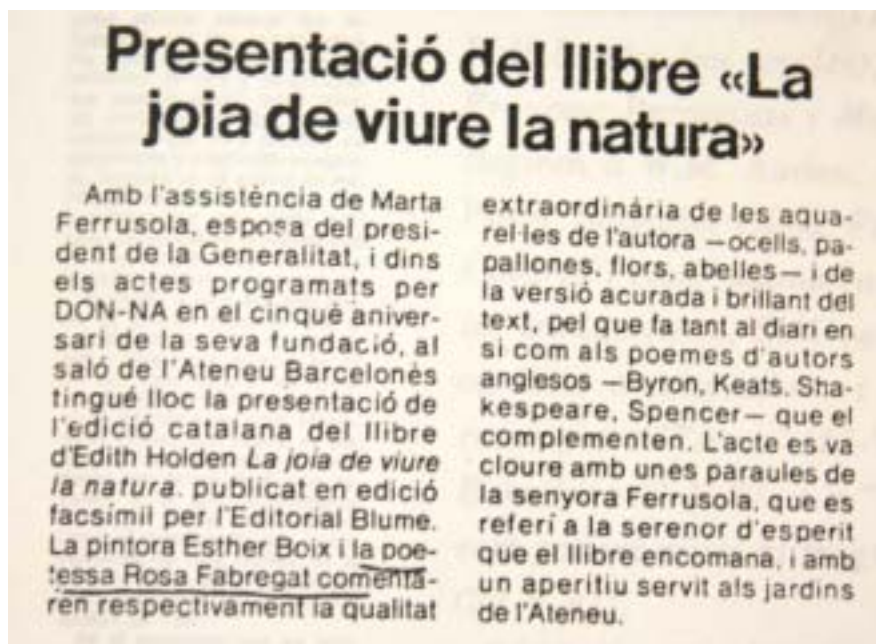 Presentació del llibre «La
joia de viure la natura»
Amb l'assistència de Marta
Ferrusola, esposa del presi-
dent de la Generalitat, i dins
els actes programats per
DON-NA en el cinquè aniver-
sari de la seva fundació, al
saló de l'Ateneu Barcelonès
tingué lloc la presentació de
l'edició catalana del llibre
d'Edith Holden La joia de viure
la natura. publicat en edició
facsímil per l'Editorial Blume.
La pintora Esther Boix i la poe-
tessa Rosa Fabregat comenta-
ren respectivament la qualitat
extraordinària de les aqua-
rel·les de l'autora —ocells, pa-
pallones, flors, abelles— i de
la versió acurada i brillant del
text, pel que fa tant al diari en
si com als poemes d'autors
anglesos —Byron, Keats, Sha-
kespeare, Spencer— que el
complementen. L'acte es va
cloure amb unes paraules de
la senyora Ferrusola, que es
referí a la serenor d'esperit
que el llibre encomana, i amb
un aperitiu servit als jardins
de l'Ateneu.